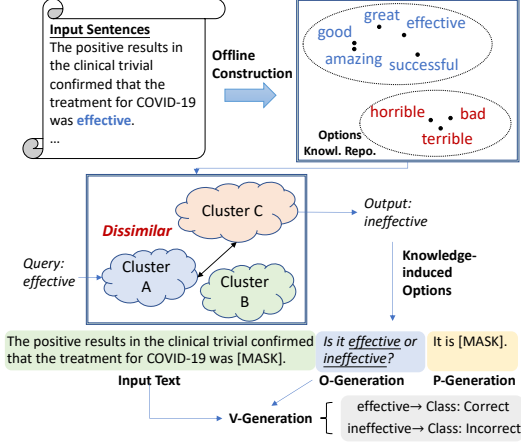 Input Sentences
The positive results in
the clinical trivial
confirmed that the
treatment for COVID-19
was effective.
...
Offline
Construction
great
effective
good
amazing
successful
horrible
bad
terrible
Options
Knowl. Repo.
Cluster C
Dissimilar
Query:
effective
Cluster
A
Cluster
B
Output:
ineffective
Knowledge-
induced
Options
The positive results in the clinical trivial confirmed
that the treatment for COVID-19 was [MASK].
Is it effective or
ineffective?
It is [MASK].
Input Text
O-Generation
P-Generation
V-Generation
effective→ Class: Correct
ineffective→ Class: Incorrect